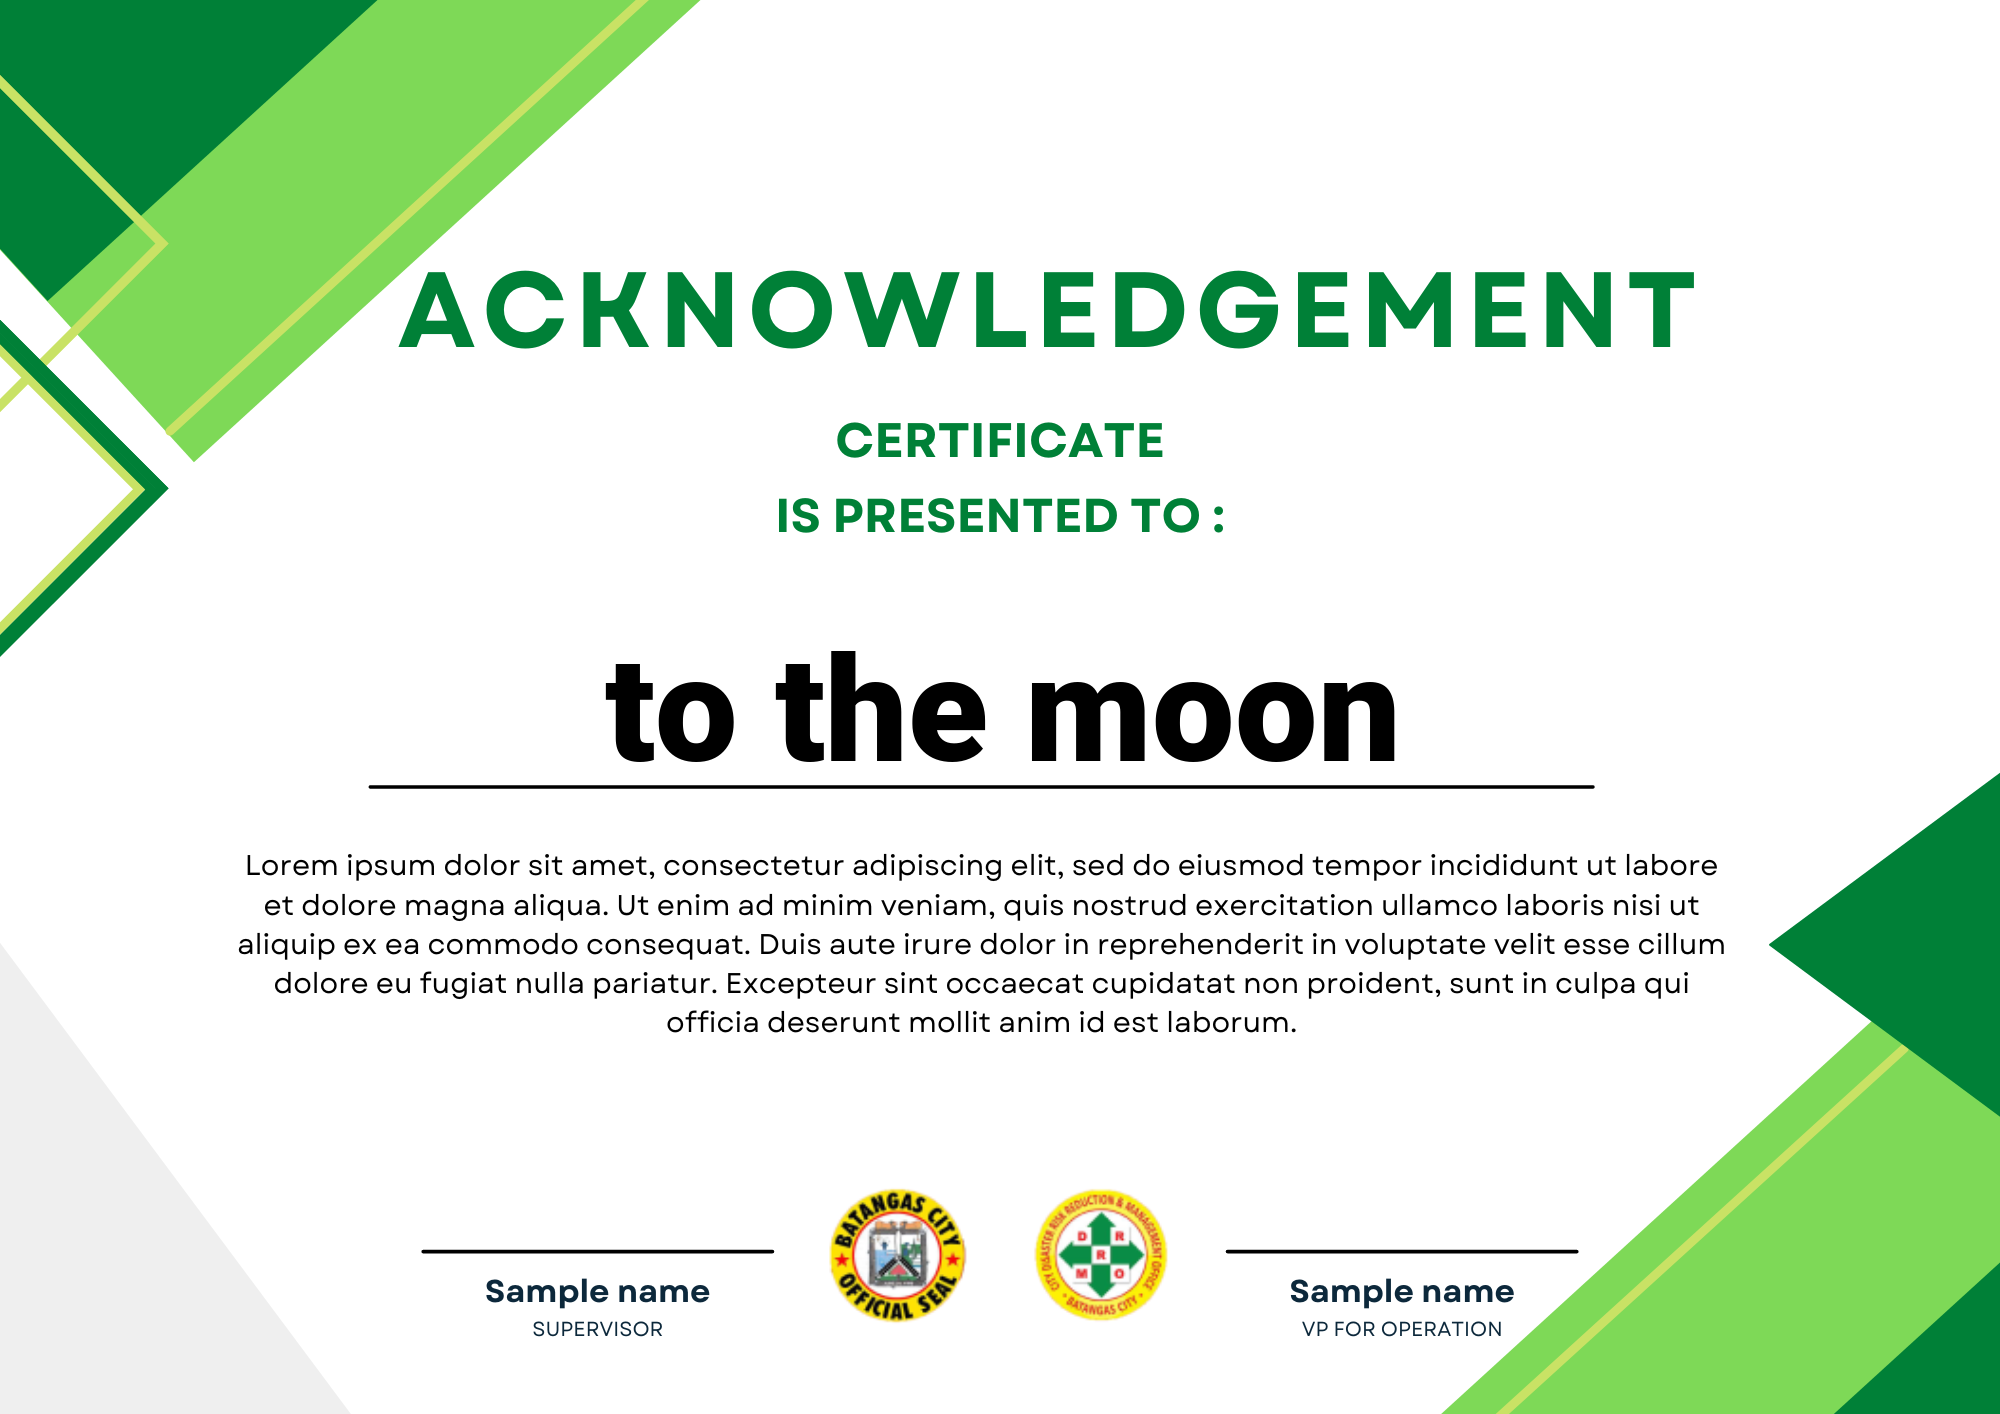 ACKNOWLEDGEMENT
CERTIFICATE
IS PRESENTED TO :
to the moon
Lorem ipsum dolor sit amet, consectetur adipiscing elit, sed do eiusmod tempor incididunt ut labore
et dolore magna aliqua. Ut enim ad minim veniam, quis nostrud exercitation ullamco laboris nisi ut
aliquip ex ea commodo consequat. Duis aute irure dolor in reprehenderit in voluptate velit esse cillum
dolore eu fugiat nulla pariatur. Excepteur sint occaecat cupidatat non proident, sunt in culpa qui
officia deserunt mollit anim id est laborum.
BATANGAS CITY
OFFICIAL SEAL
CITY DISASTER RISK REDUCTION & MANAGEMENT OFFICE
D R
R
M O
BATANGAS CITY
Sample name
SUPERVISOR
Sample name
VP FOR OPERATION